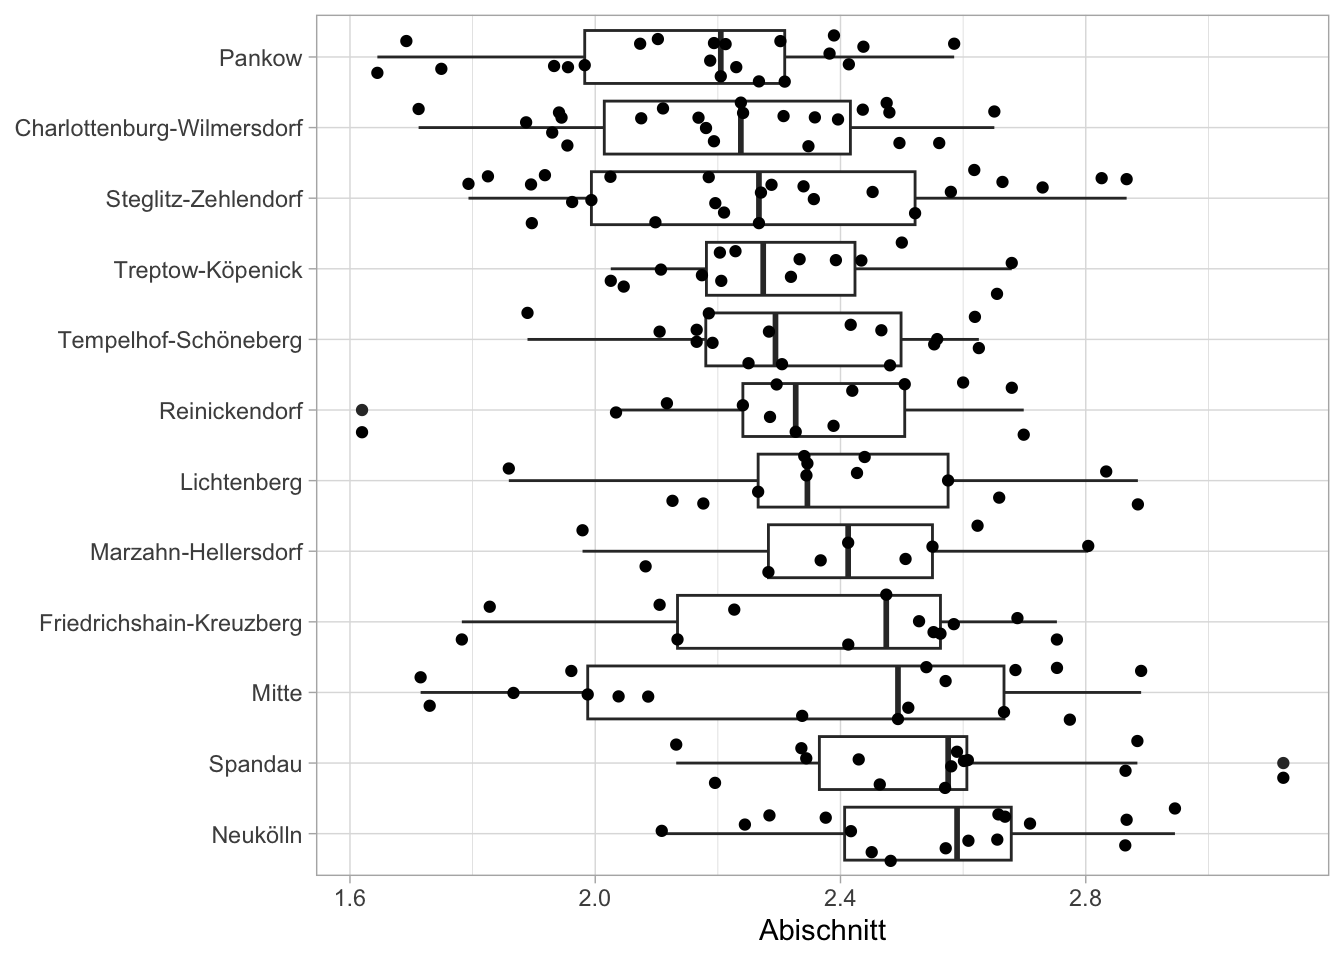 Pankow
Charlottenburg-Wilmersdorf
Steglitz-Zehlendorf
Treptow-Köpenick
Tempelhof-Schöneberg
Reinickendorf
Lichtenberg
Marzahn-Hellersdorf
Friedrichshain-Kreuzberg
Mitte
Spandau
Neukölln
1.6 2.0 2.4 2.8
Abischnitt